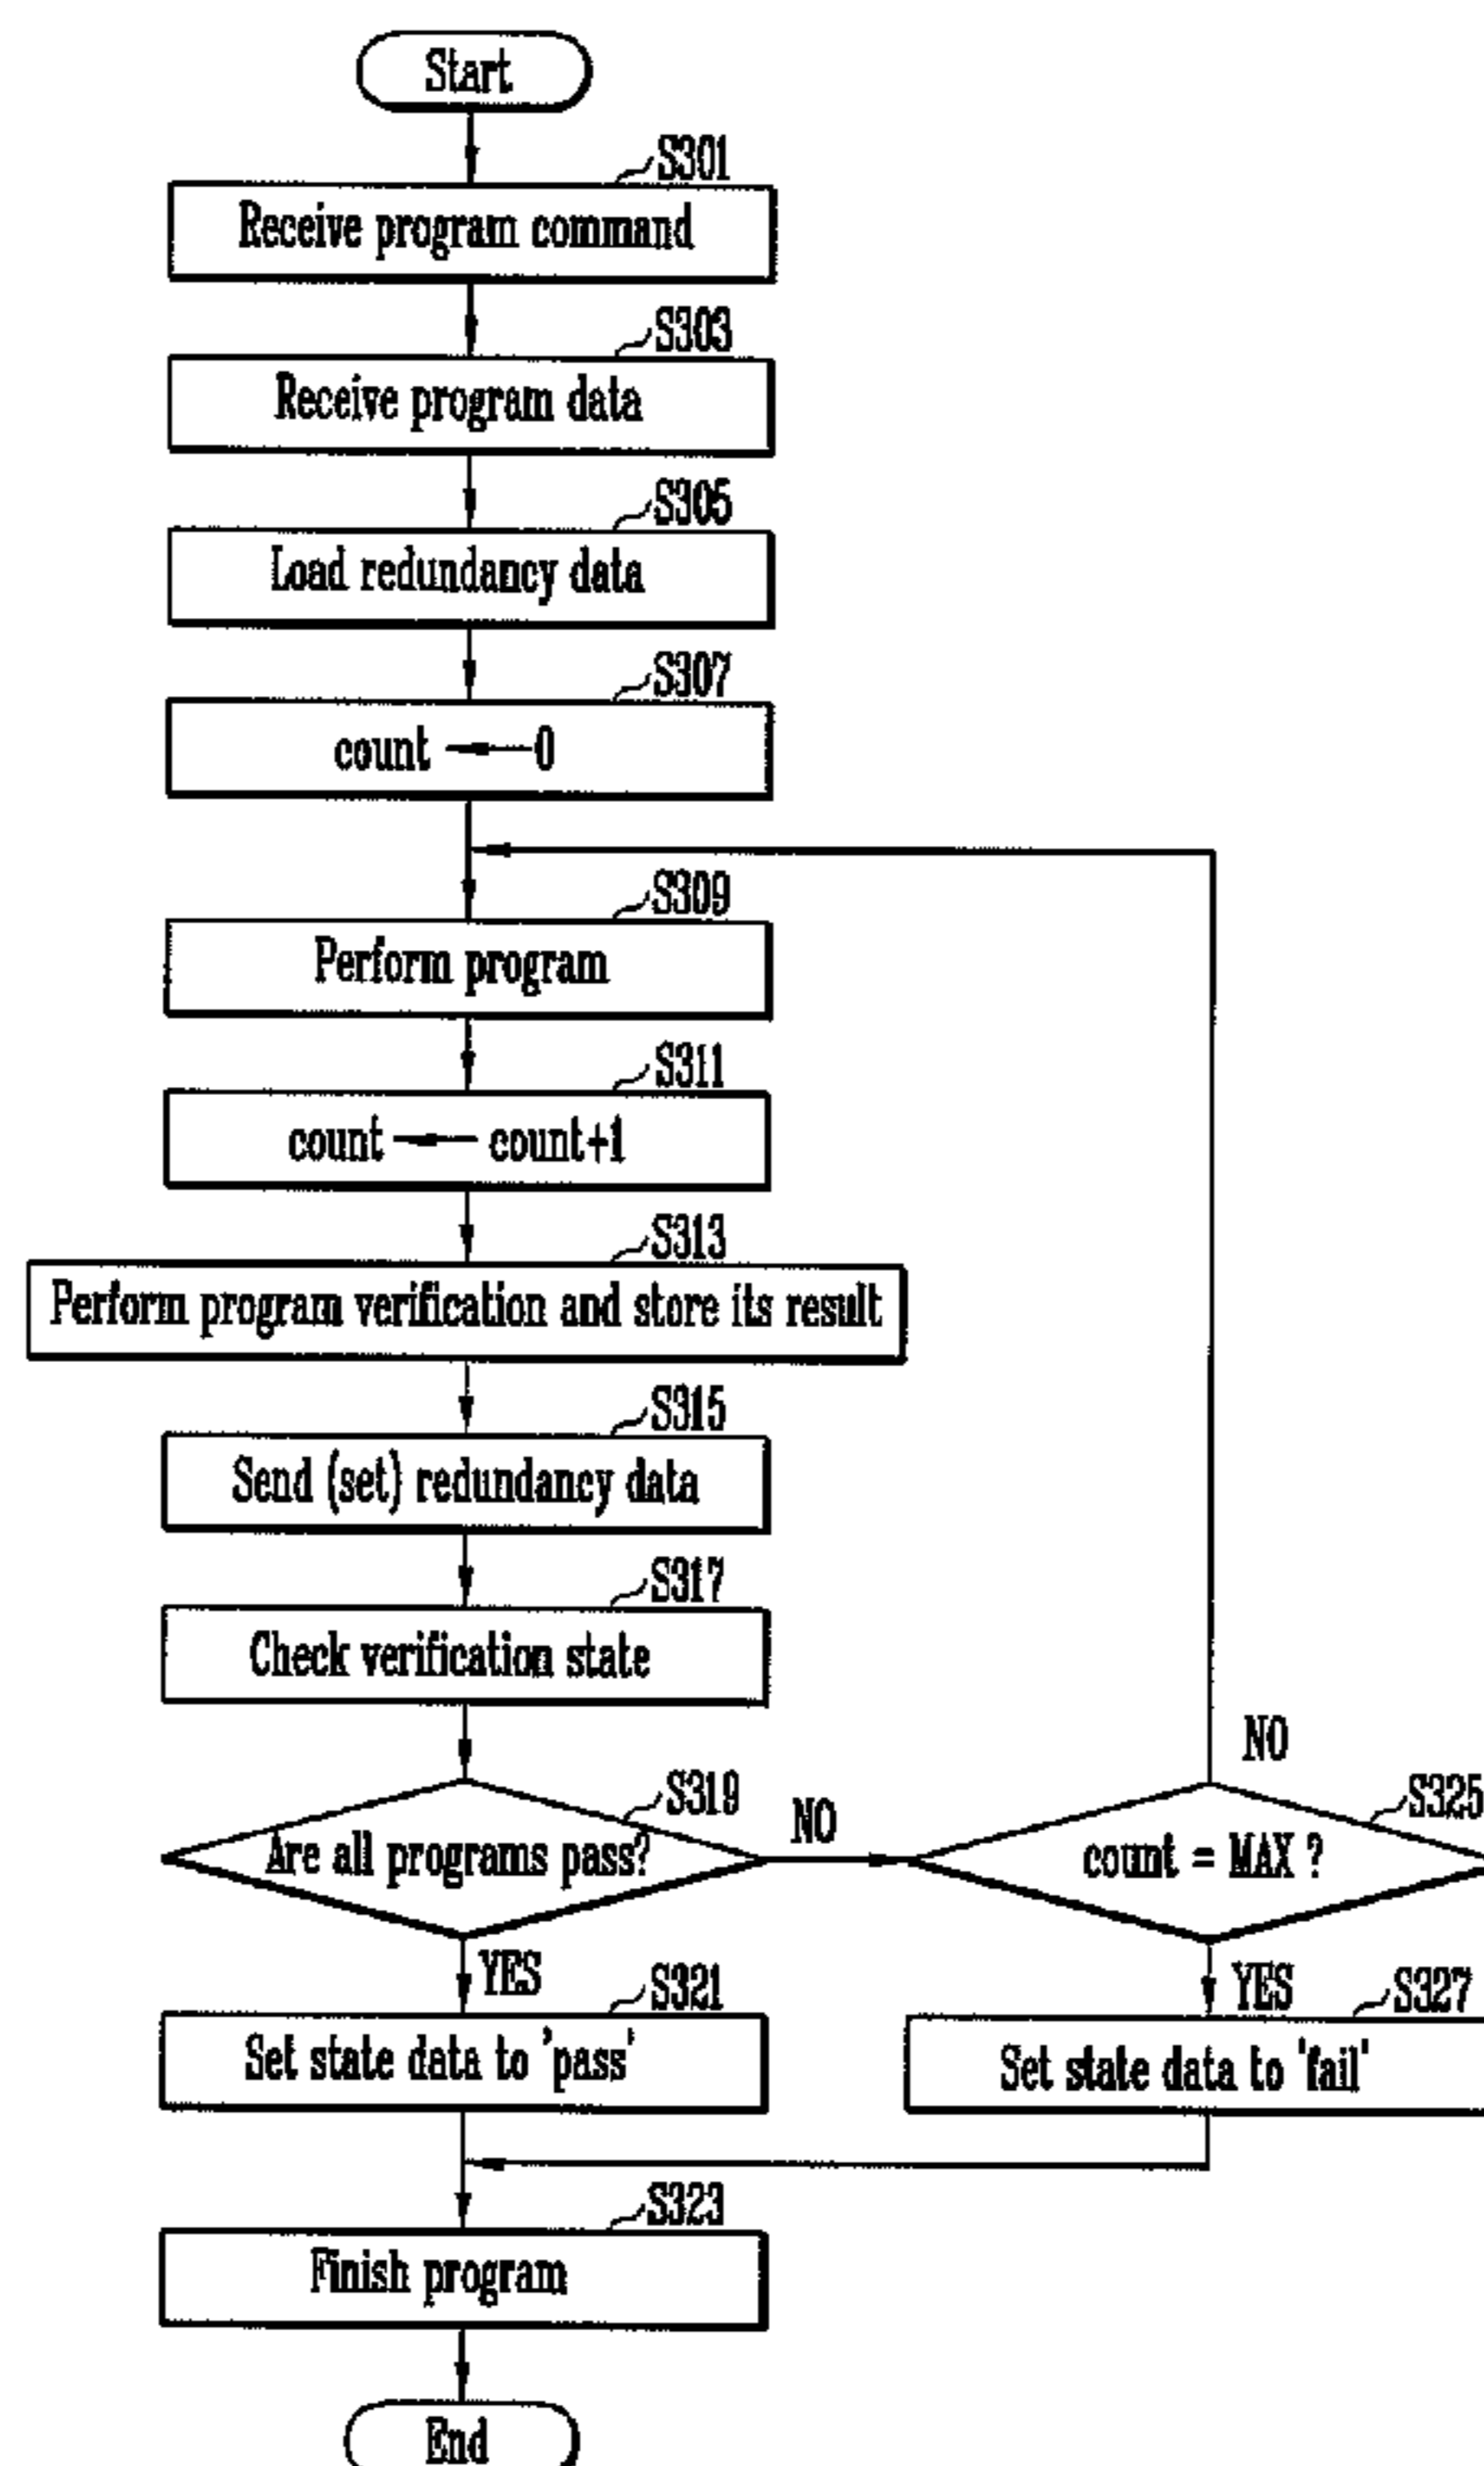 Start
S301
Receive program command
S303
Receive program data
S305
Load redundancy data
S307
count ← 0
S309
Perform program
S311
count ← count+1
S313
Perform program verification and store its result
S315
Send (set) redundancy data
S317
Check verification state
S319
Are all programs pass?
NO
NO
S325
count = MAX ?
YES
S321
Set state data to 'pass'
YES
S327
Set state data to 'fail'
S323
Finish program
End